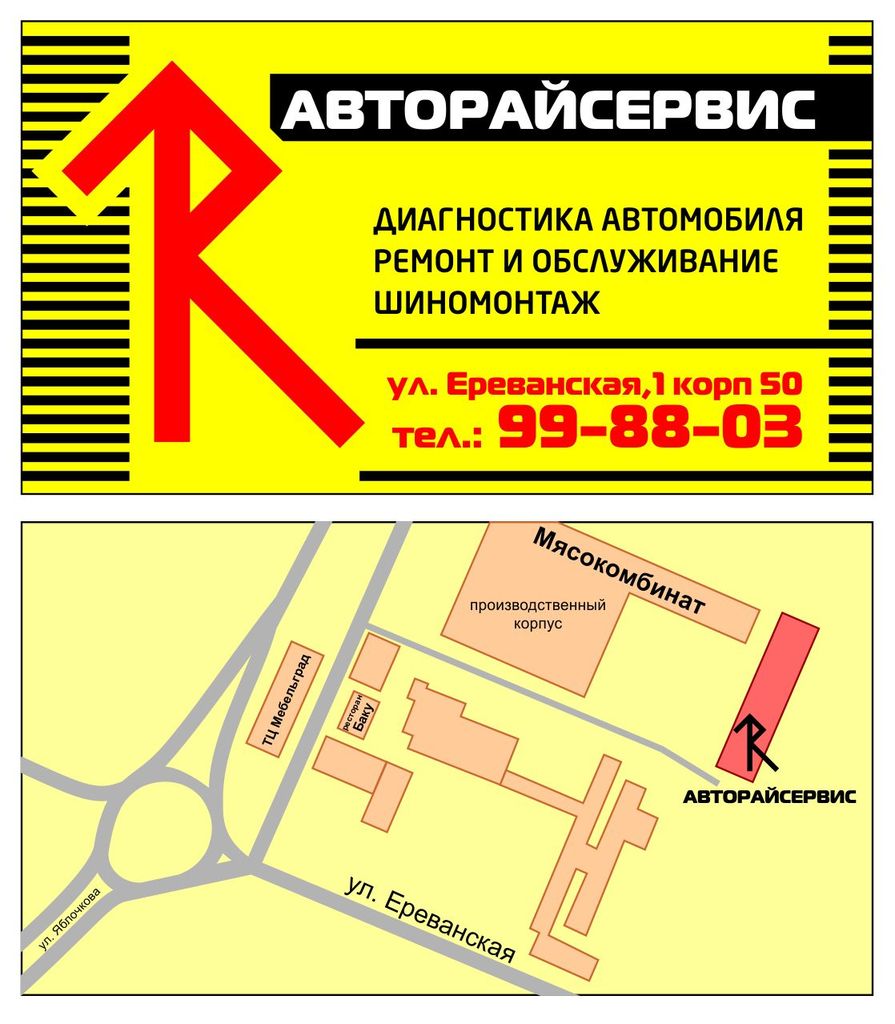 АВТОРАЙСЕРВИС
ДИАГНОСТИКА АВТОМОБИЛЯ
РЕМОНТ И ОБСЛУЖИВАНИЕ
ШИНОМОНТАЖ
ул. Ереванская,1 корп 50
тел.: 99-88-03
Мясокомбинат
производственный
корпус
ТЦ Мебельград
ресторан
Баку
АВТОРАЙСЕРВИС
ул. Ереванская
ул. Яблочкова